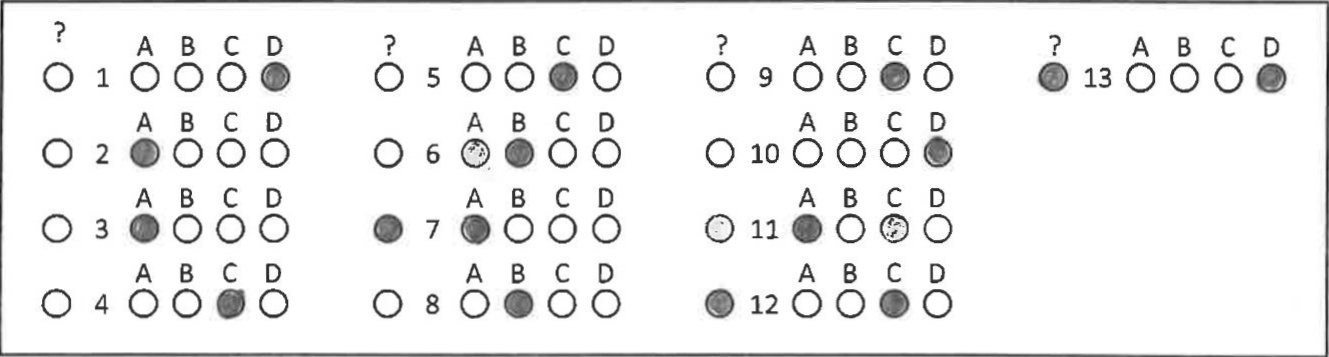 ? A B C D ? A B C D ? A B C D ? A B C D
1 5 9 13
A B C D A B C D A B C D
2 6 10
A B C D A B C D A B C D
3 7 11
A B C D A B C D A B C D
4 8 12